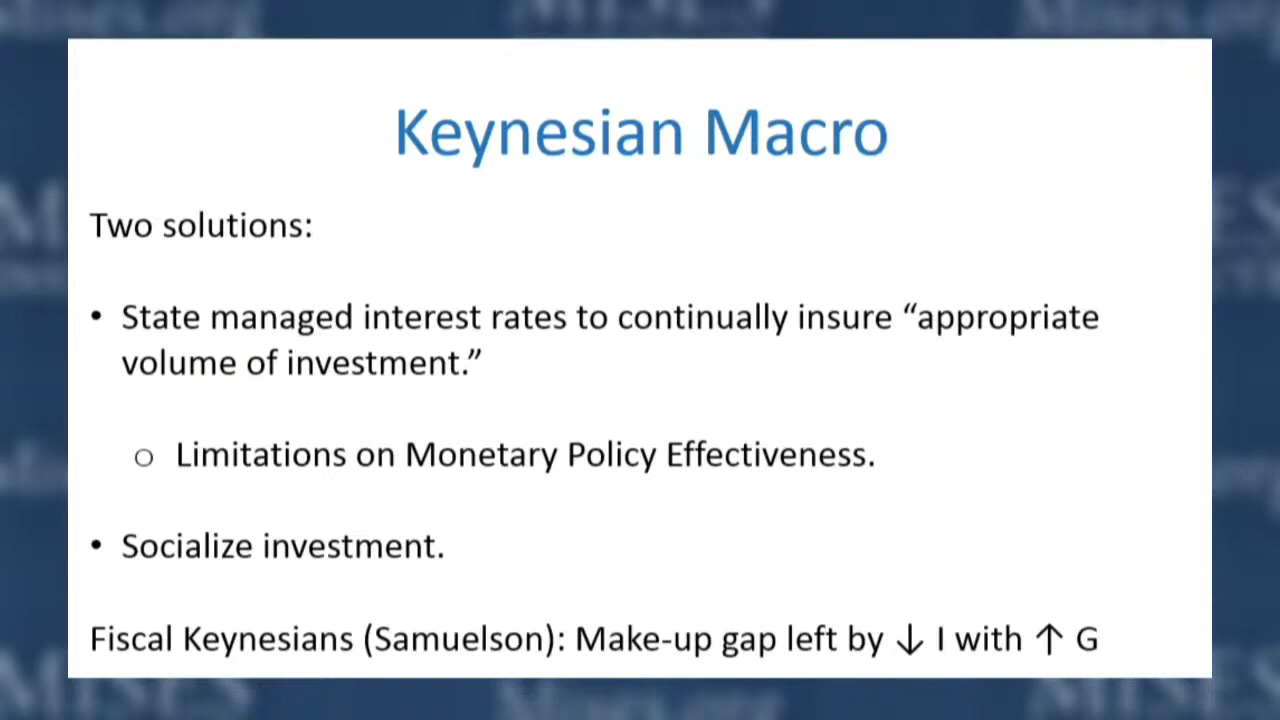 Keynesian Macro
Two solutions:
• State managed interest rates to continually insure “appropriate
volume of investment.”
o Limitations on Monetary Policy Effectiveness.
• Socialize investment.
Fiscal Keynesians (Samuelson): Make-up gap left by ↓ I with ↑ G